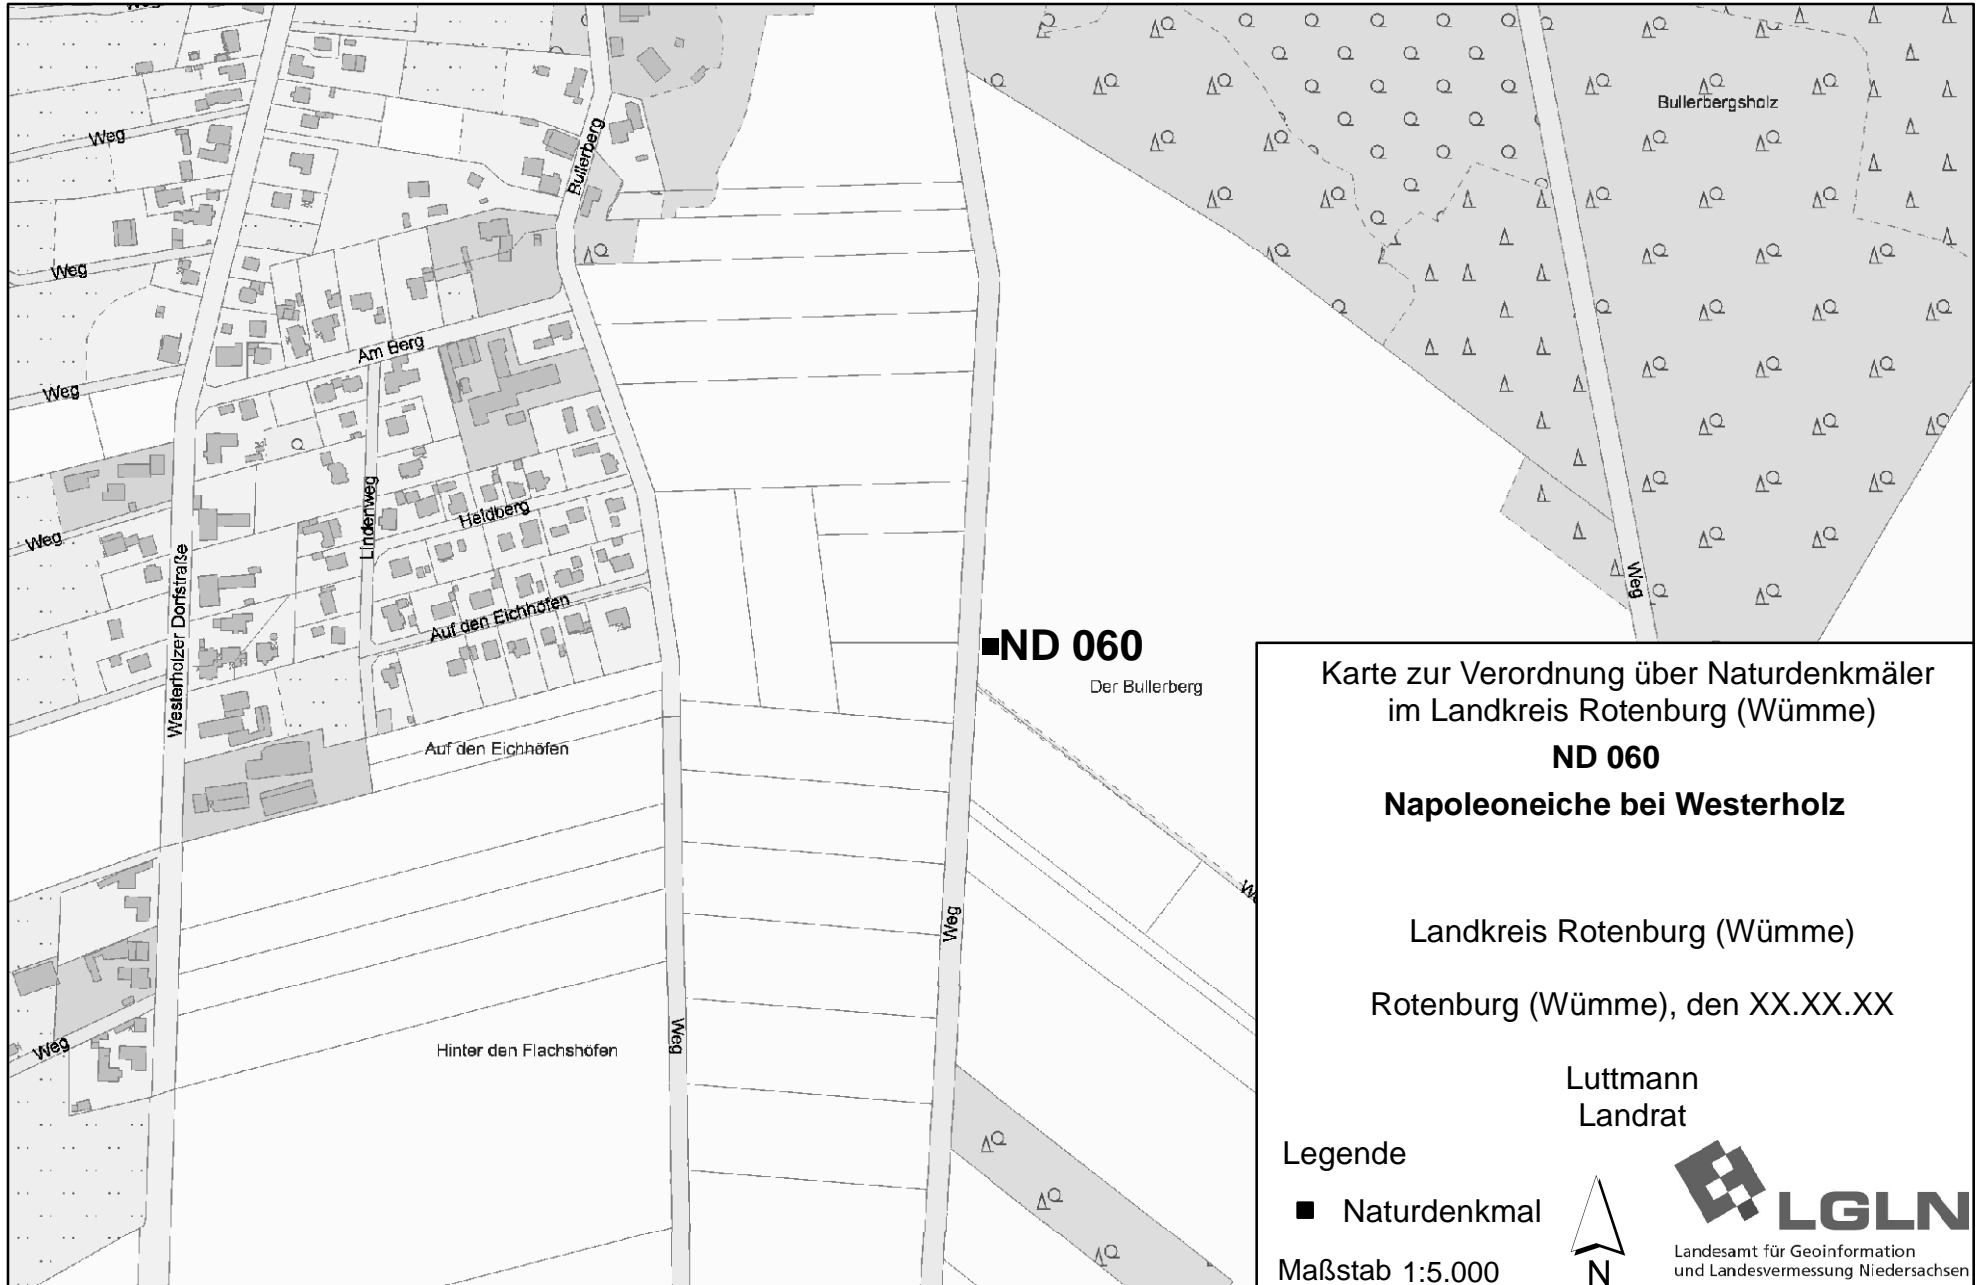 Weg
Bullerbergsholz
Weg
Bullerberg
Weg
Am Berg
Weg
Lindenweg
Heidberg
Weg
Westerholzer Dorfstraße
Auf den Eichhöfen
Weg
ND 060
Der Bullerberg
Auf den Eichhöfen
Weg
Hinter den Flachshöfen
Weg
Weg
Karte zur Verordnung über Naturdenkmäler
im Landkreis Rotenburg (Wümme)
ND 060
Napoleoneiche bei Westerholz
Landkreis Rotenburg (Wümme)
Rotenburg (Wümme), den XX.XX.XX
Luttmann
Landrat
Legende
Naturdenkmal
Maßstab 1:5.000
N
LGLN
Landesamt für Geoinformation
und Landesvermessung Niedersachsen